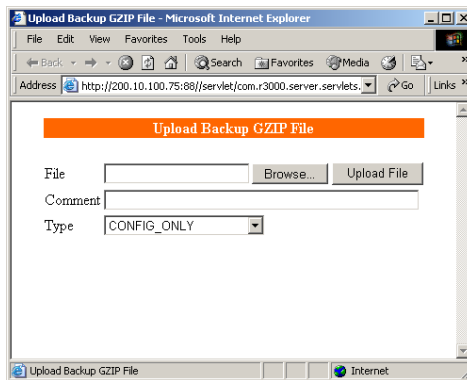 Upload Backup GZIP File - Microsoft Internet Explorer
File Edit View Favorites Tools Help
Back Search Favorites Media »
Address http://200.10.100.75:88//servlet/com.r3000.server.servlets. Go Links »
Upload Backup GZIP File
File Browse... Upload File
Comment
Type CONFIG_ONLY
Upload Backup GZIP File Internet